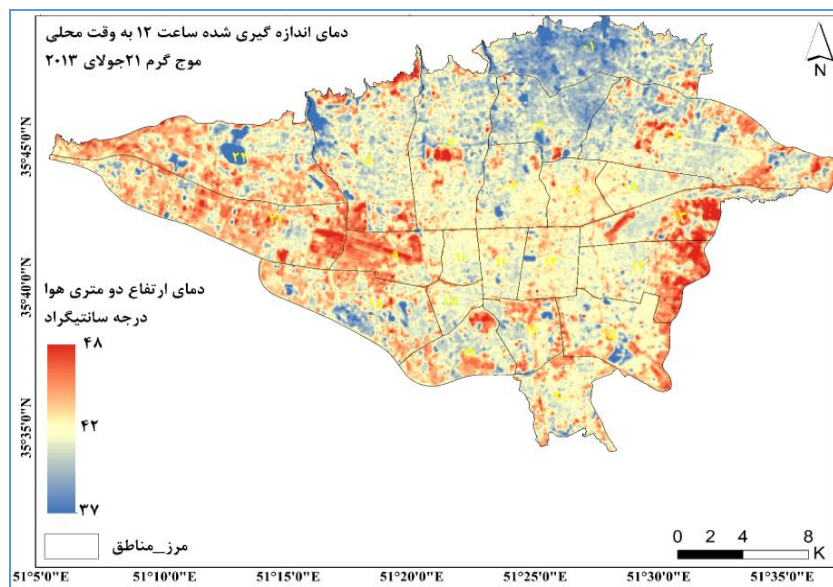 دمای اندازه گیری شده ساعت ۱۲ به وقت محلی
موج گرم ۲۱جولای ۲۰۱۳
N
35°45'0"N
35°40'0"N
35°35'0"N
دمای ارتفاع دو متری هوا
درجه سانتیگراد
۴۸
۴۲
۳۷
مرز_مناطق
0 2 4 8
K
51°5'0"E 51°10'0"E 51°15'0"E 51°20'0"E 51°25'0"E 51°30'0"E 51°35'0"E